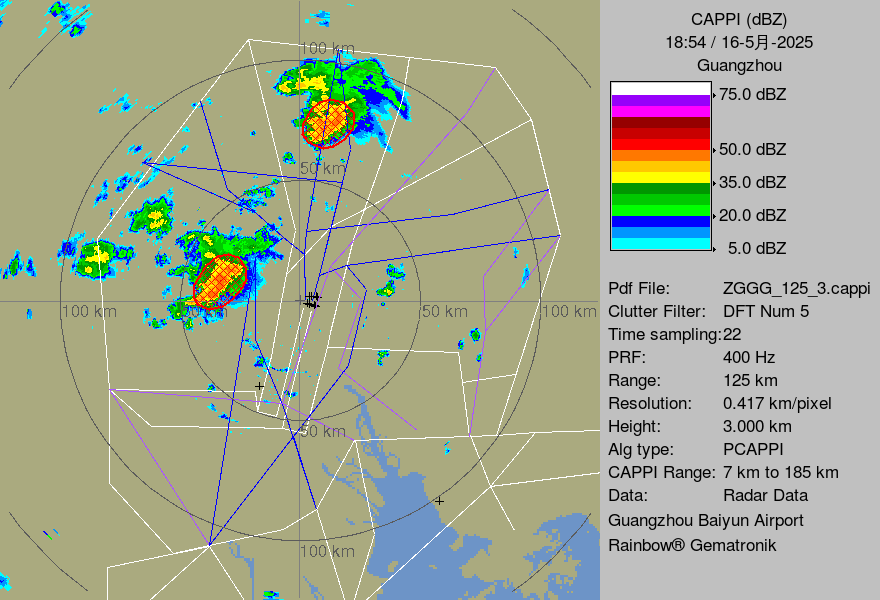 CAPPI (dBZ)
18:54 / 16-5月-2025
Guangzhou
75.0 dBZ
50.0 dBZ
35.0 dBZ
20.0 dBZ
5.0 dBZ
Pdf File: ZGGG_125_3.cappi
Clutter Filter: DFT Num 5
Time sampling:22
PRF: 400 Hz
Range: 125 km
Resolution: 0.417 km/pixel
Height: 3.000 km
Alg type: PCAPPI
CAPPI Range: 7 km to 185 km
Data: Radar Data
Guangzhou Baiyun Airport
Rainbow® Gematronik
100 km
50 km
100 km
50 km
100 km
50 km
100 km